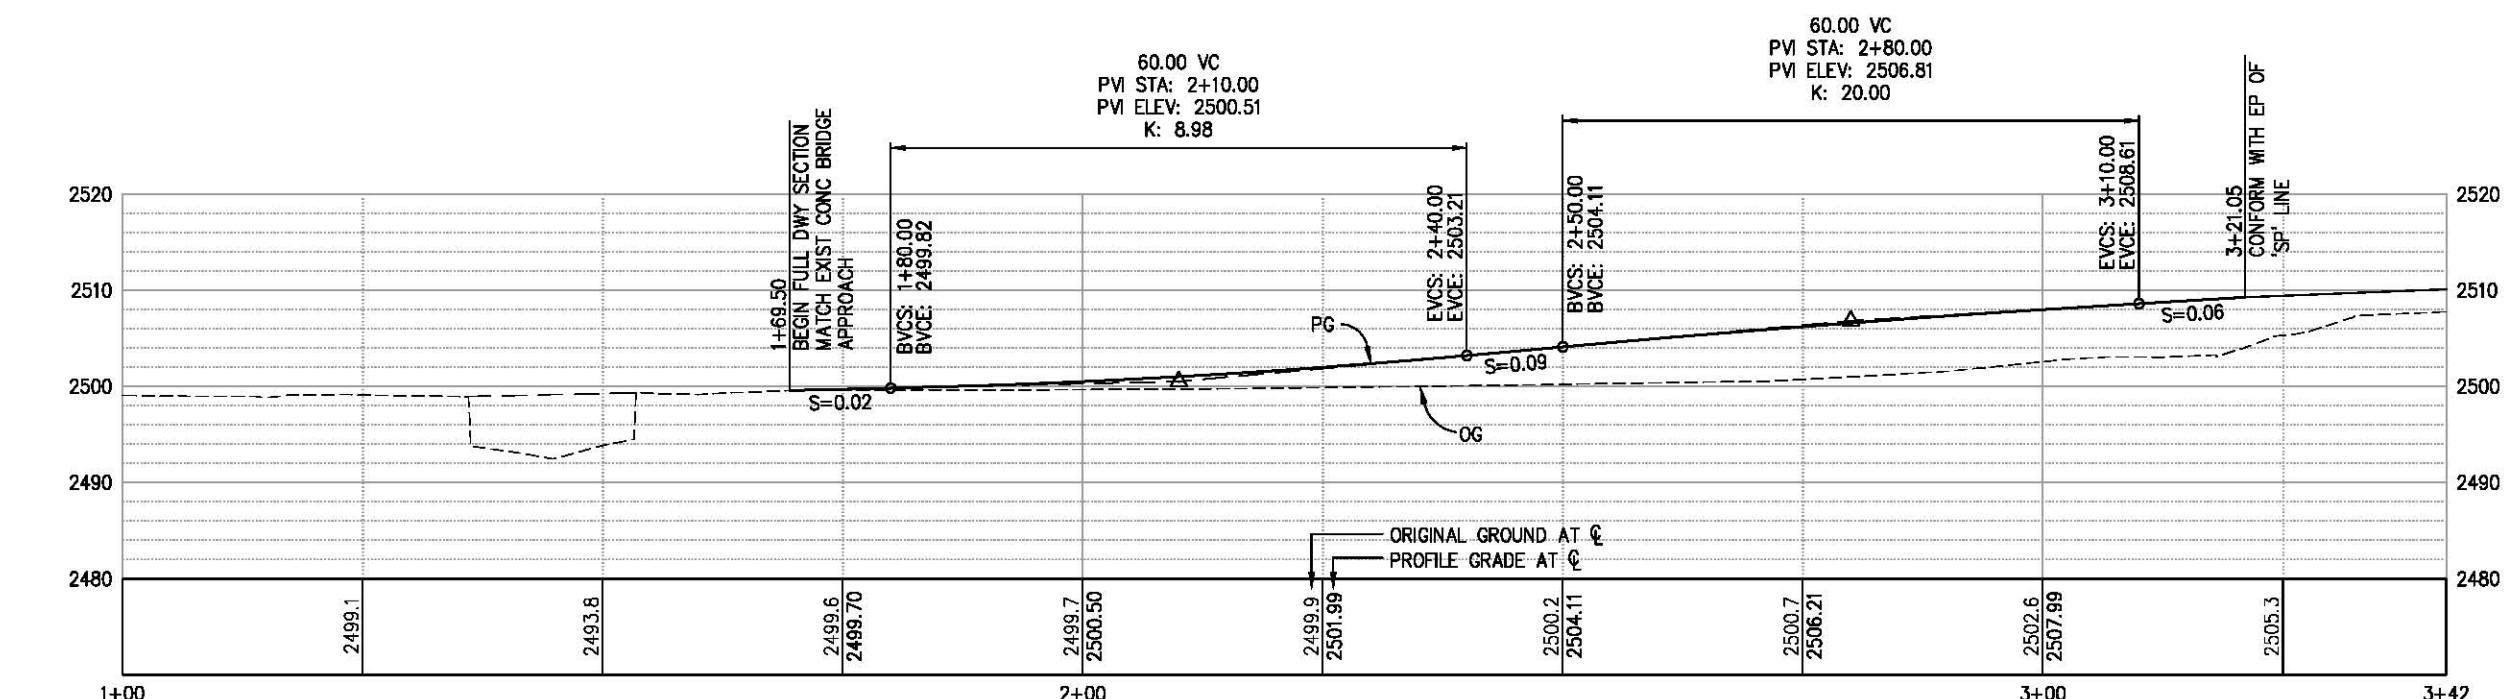 60.00 VC
PVI STA: 2+10.00
PVI ELEV: 2500.51
K: 8.98
60.00 VC
PVI STA: 2+80.00
PVI ELEV: 2506.81
K: 20.00
1+69.50
BEGIN FULL DWY SECTION
MATCH EXIST CONC BRIDGE
APPROACH
BVCS: 1+80.00
BVCE: 2499.82
EVCS: 2+40.00
EVCE: 2503.21
BVCS: 2+50.00
BVCE: 2504.11
EVCS: 3+10.00
EVCE: 2508.61
3+21.05
CONFORM WITH EP OF
'SP' LINE
2520
2520
2510
2510
2500
2500
2490
2490
2480
2480
S=0.02
PG
S=0.09
S=0.06
OG
ORIGINAL GROUND AT ℄
PROFILE GRADE AT ℄
2499.1
2493.8
2499.6
2499.70
2499.7
2500.50
2499.9
2501.99
2500.2
2504.11
2500.7
2506.21
2502.6
2507.99
2505.3
1+00
2+00
3+00
3+42